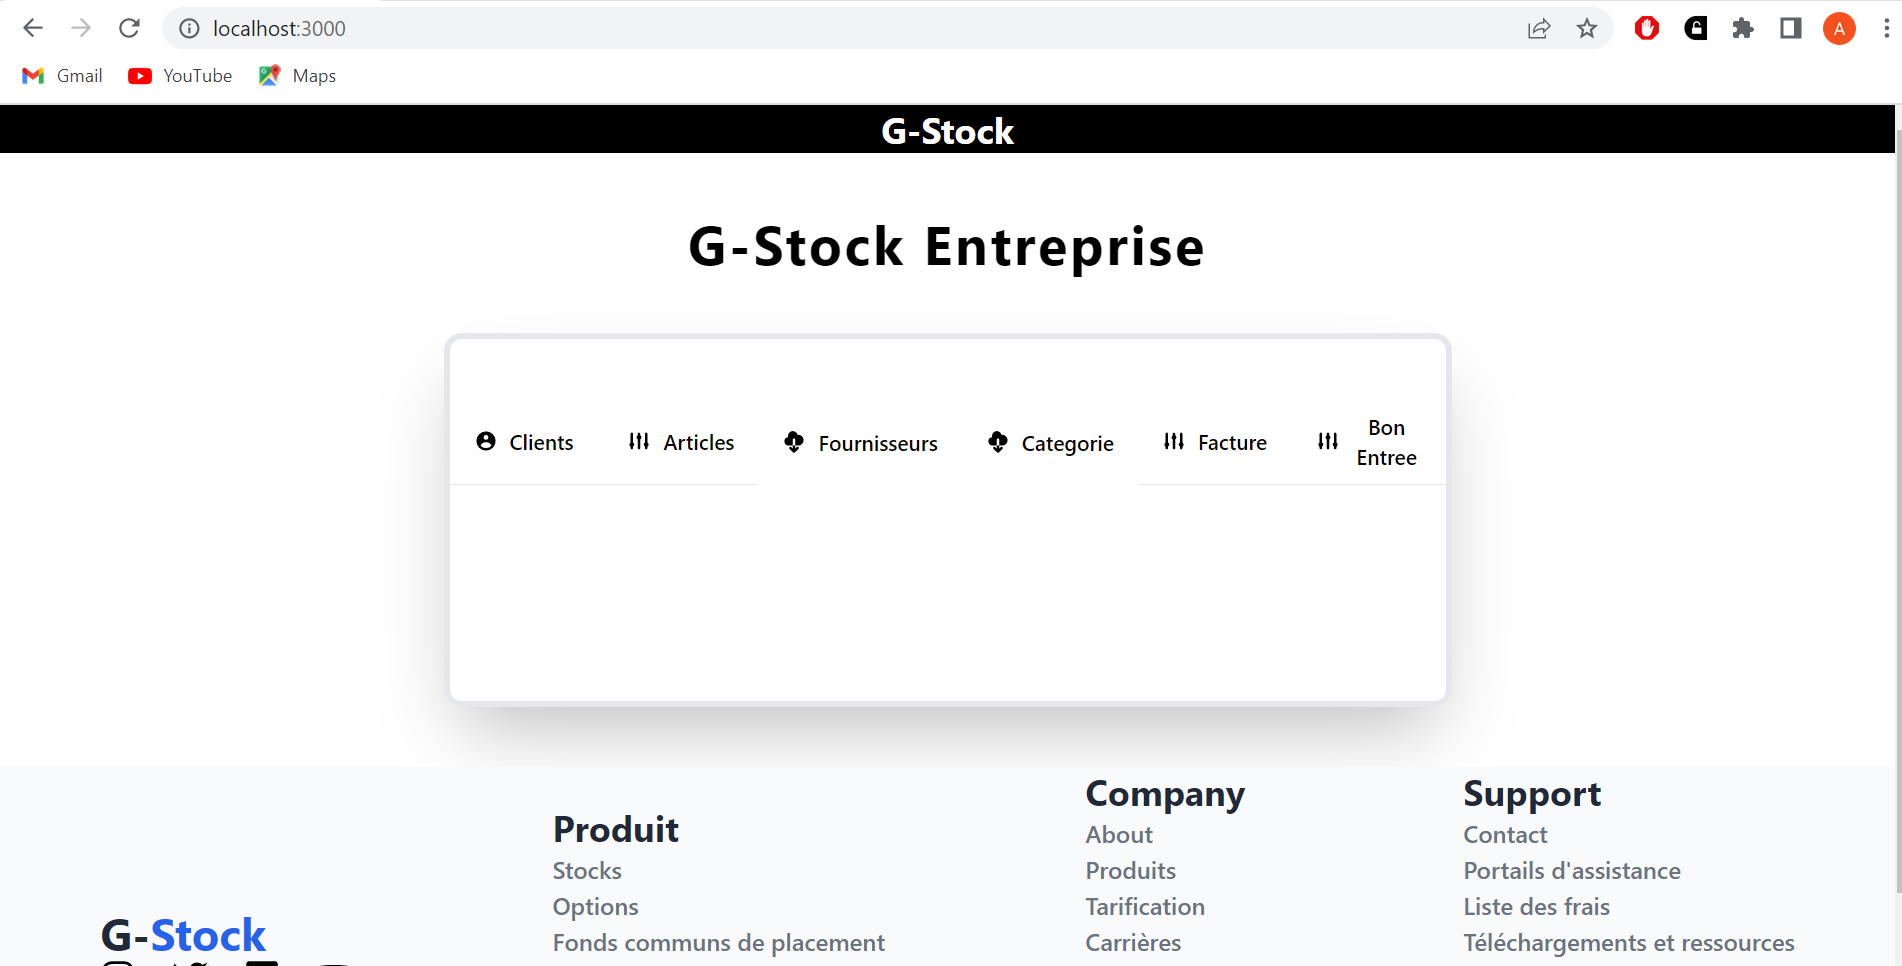 localhost:3000
A
Gmail
YouTube
Maps
G-Stock
G-Stock Entreprise
Clients
Articles
Fournisseurs
Categorie
Facture
Bon
Entree
G-Stock
Produit
Stocks
Options
Fonds communs de placement
Company
About
Produits
Tarification
Carrières
Support
Contact
Portails d'assistance
Liste des frais
Téléchargements et ressources